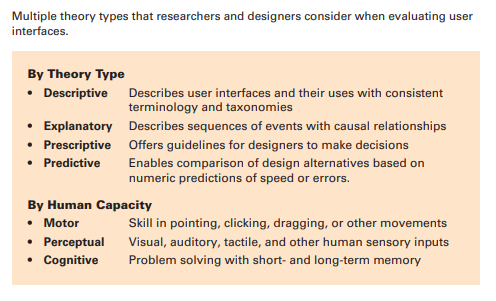 Multiple theory types that researchers and designers consider when evaluating user
interfaces.
By Theory Type
• Descriptive Describes user interfaces and their uses with consistent
terminology and taxonomies
• Explanatory Describes sequences of events with causal relationships
• Prescriptive Offers guidelines for designers to make decisions
• Predictive Enables comparison of design alternatives based on
numeric predictions of speed or errors.
By Human Capacity
• Motor Skill in pointing, clicking, dragging, or other movements
• Perceptual Visual, auditory, tactile, and other human sensory inputs
• Cognitive Problem solving with short- and long-term memory